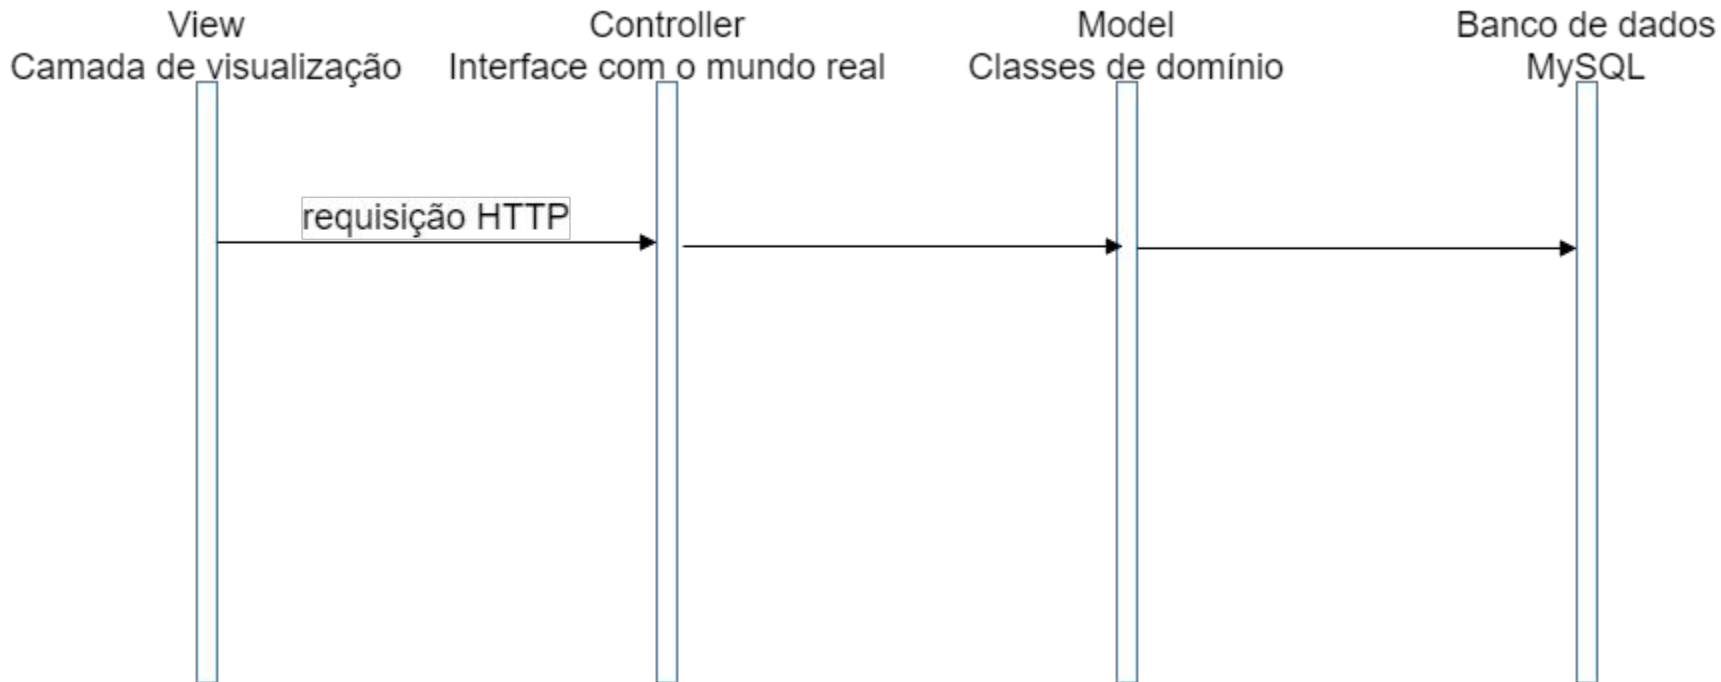 View
Camada de visualização
Controller
Interface com o mundo real
Model
Classes de domínio
Banco de dados
MySQL
requisição HTTP